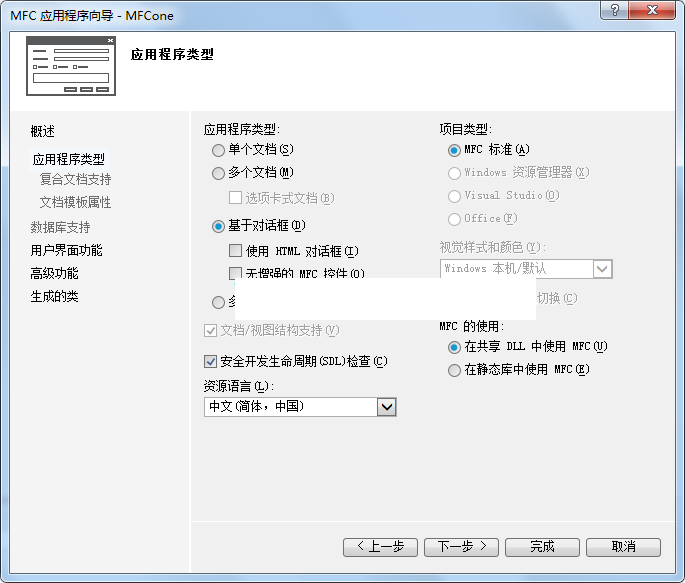 MFC 应用程序向导 - MFCone
应用程序类型
概述
应用程序类型
复合文档支持
文档模板属性
数据库支持
用户界面功能
高级功能
生成的类
应用程序类型:
单个文档(S)
多个文档(M)
选项卡式文档(B)
基于对话框(D)
使用 HTML 对话框(I)
无增强的 MFC 控件(O)
文档/视图结构支持(V)
安全开发生命周期(SDL)检查(C)
资源语言(L):
中文(简体，中国)
项目类型:
MFC 标准(A)
Windows 资源管理器(X)
Visual Studio(O)
Office(F)
视觉样式和颜色(Y):
Windows 本机/默认
切换(C)
MFC 的使用:
在共享 DLL 中使用 MFC(U)
在静态库中使用 MFC(E)
< 上一步
下一步 >
完成
取消